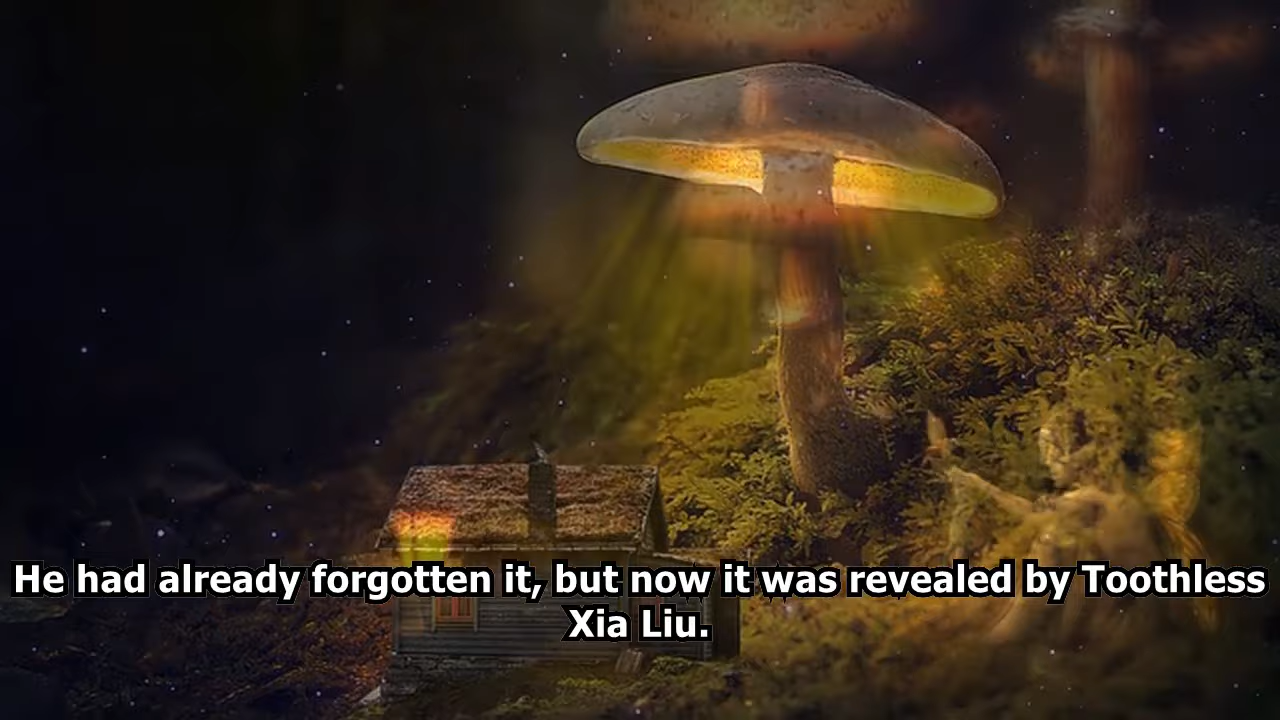 He had already forgotten it, but now it was revealed by Toothless
Xia Liu.